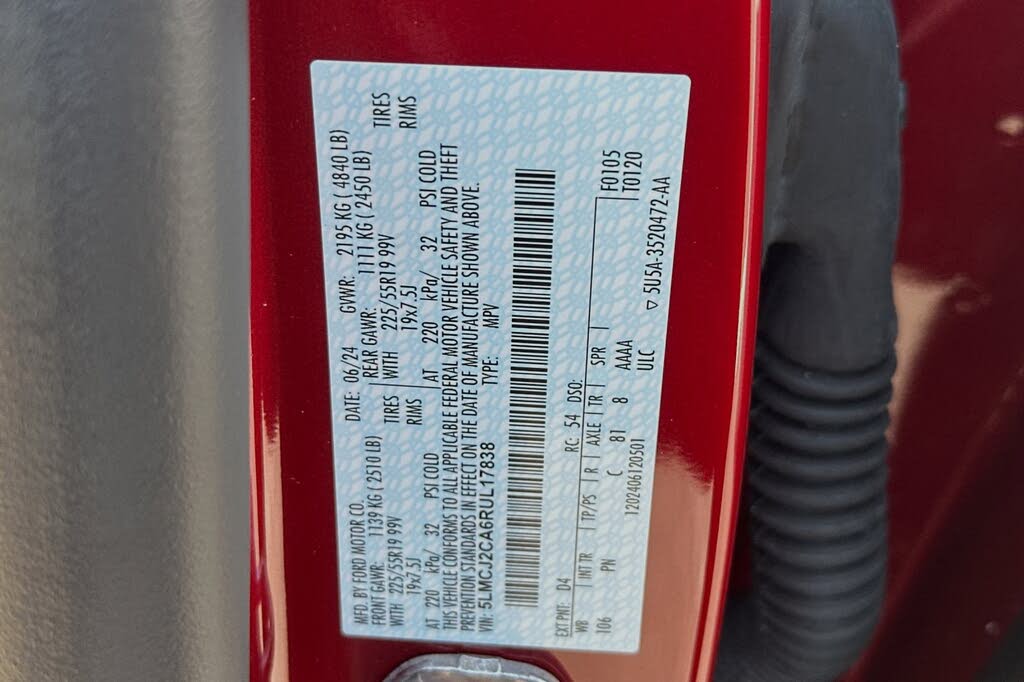 MFD. BY FORD MOTOR CO. DATE: 06/24 GVWR: 2195 KG ( 4840 LB)
FRONT GAWR: 1139 KG ( 2510 LB) REAR GAWR: 1111 KG ( 2450 LB)
WITH 225/55R19 99V TIRES WITH 225/55R19 99V TIRES
19x7.5J RIMS 19x7.5J RIMS
AT 220 kPa/ 32 PSI COLD AT 220 kPa/ 32 PSI COLD
THIS VEHICLE CONFORMS TO ALL APPLICABLE FEDERAL MOTOR VEHICLE SAFETY AND THEFT
PREVENTION STANDARDS IN EFFECT ON THE DATE OF MANUFACTURE SHOWN ABOVE.
VIN: 5LMCJ2CA6RUL17838 TYPE: MPV
EXT PNT: D4 RC: 54 DSO:
WB INT TR TP/PS R AXLE TR SPR F0105
106 PN C 81 8 AAAA T0120
ULC
1202406120501 5U5A-3520472-AA